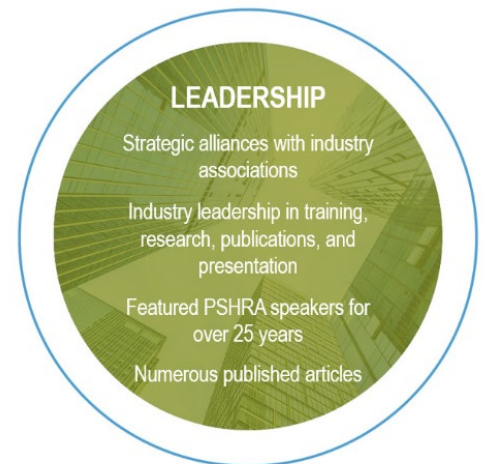 LEADERSHIP
Strategic alliances with industry
associations
Industry leadership in training,
research, publications, and
presentation
Featured PSHRA speakers for
over 25 years
Numerous published articles